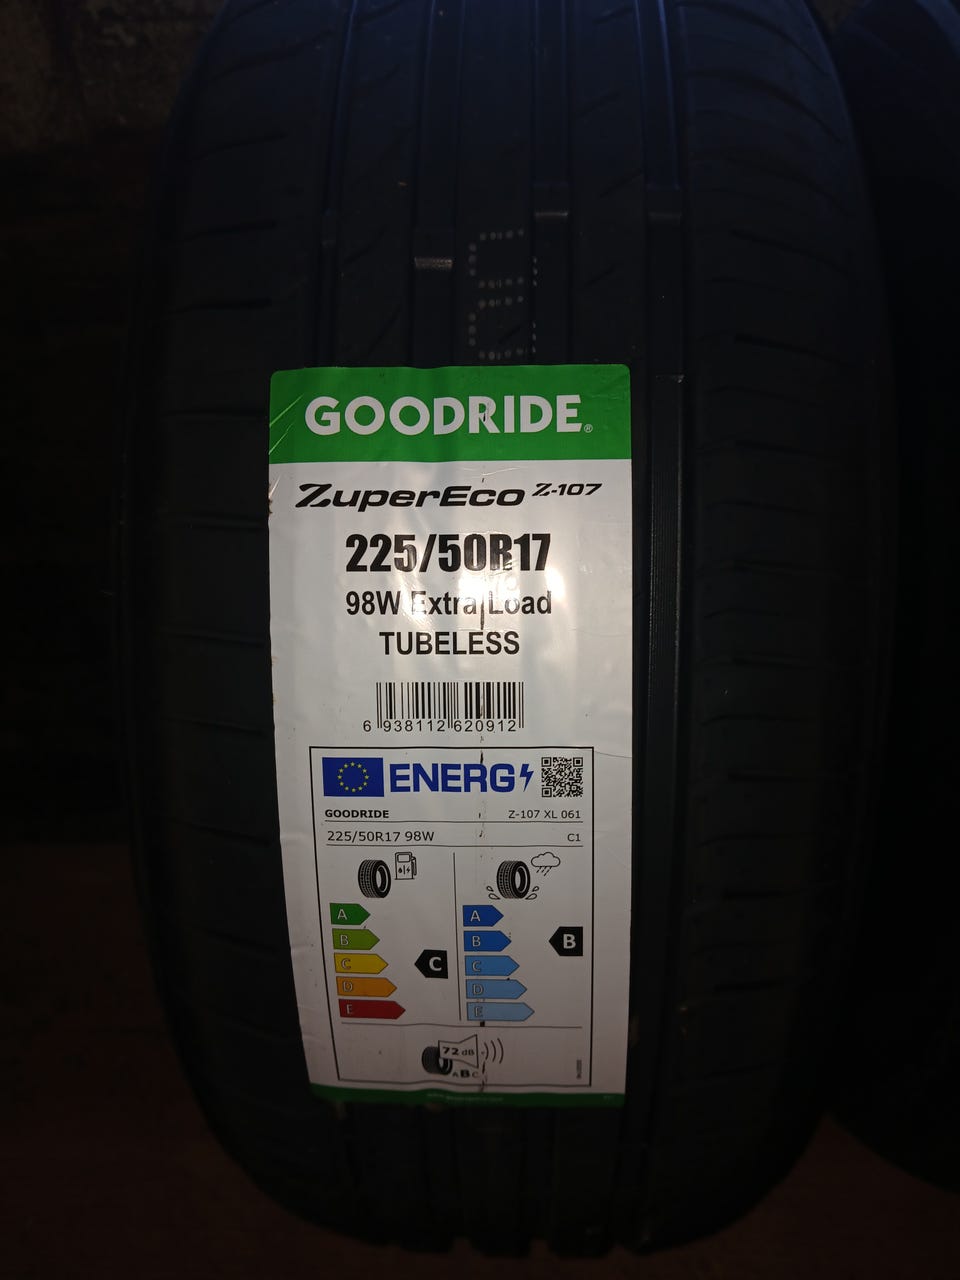 GOODRIDE®
ZuperEco Z-107
225/50R17
98W Extra Load
TUBELESS
6 938112 620912
ENERG
GOODRIDE Z-107 XL 061
225/50R17 98W C1
A A
B B B
C C C
D D
E E
72 dB
ABC